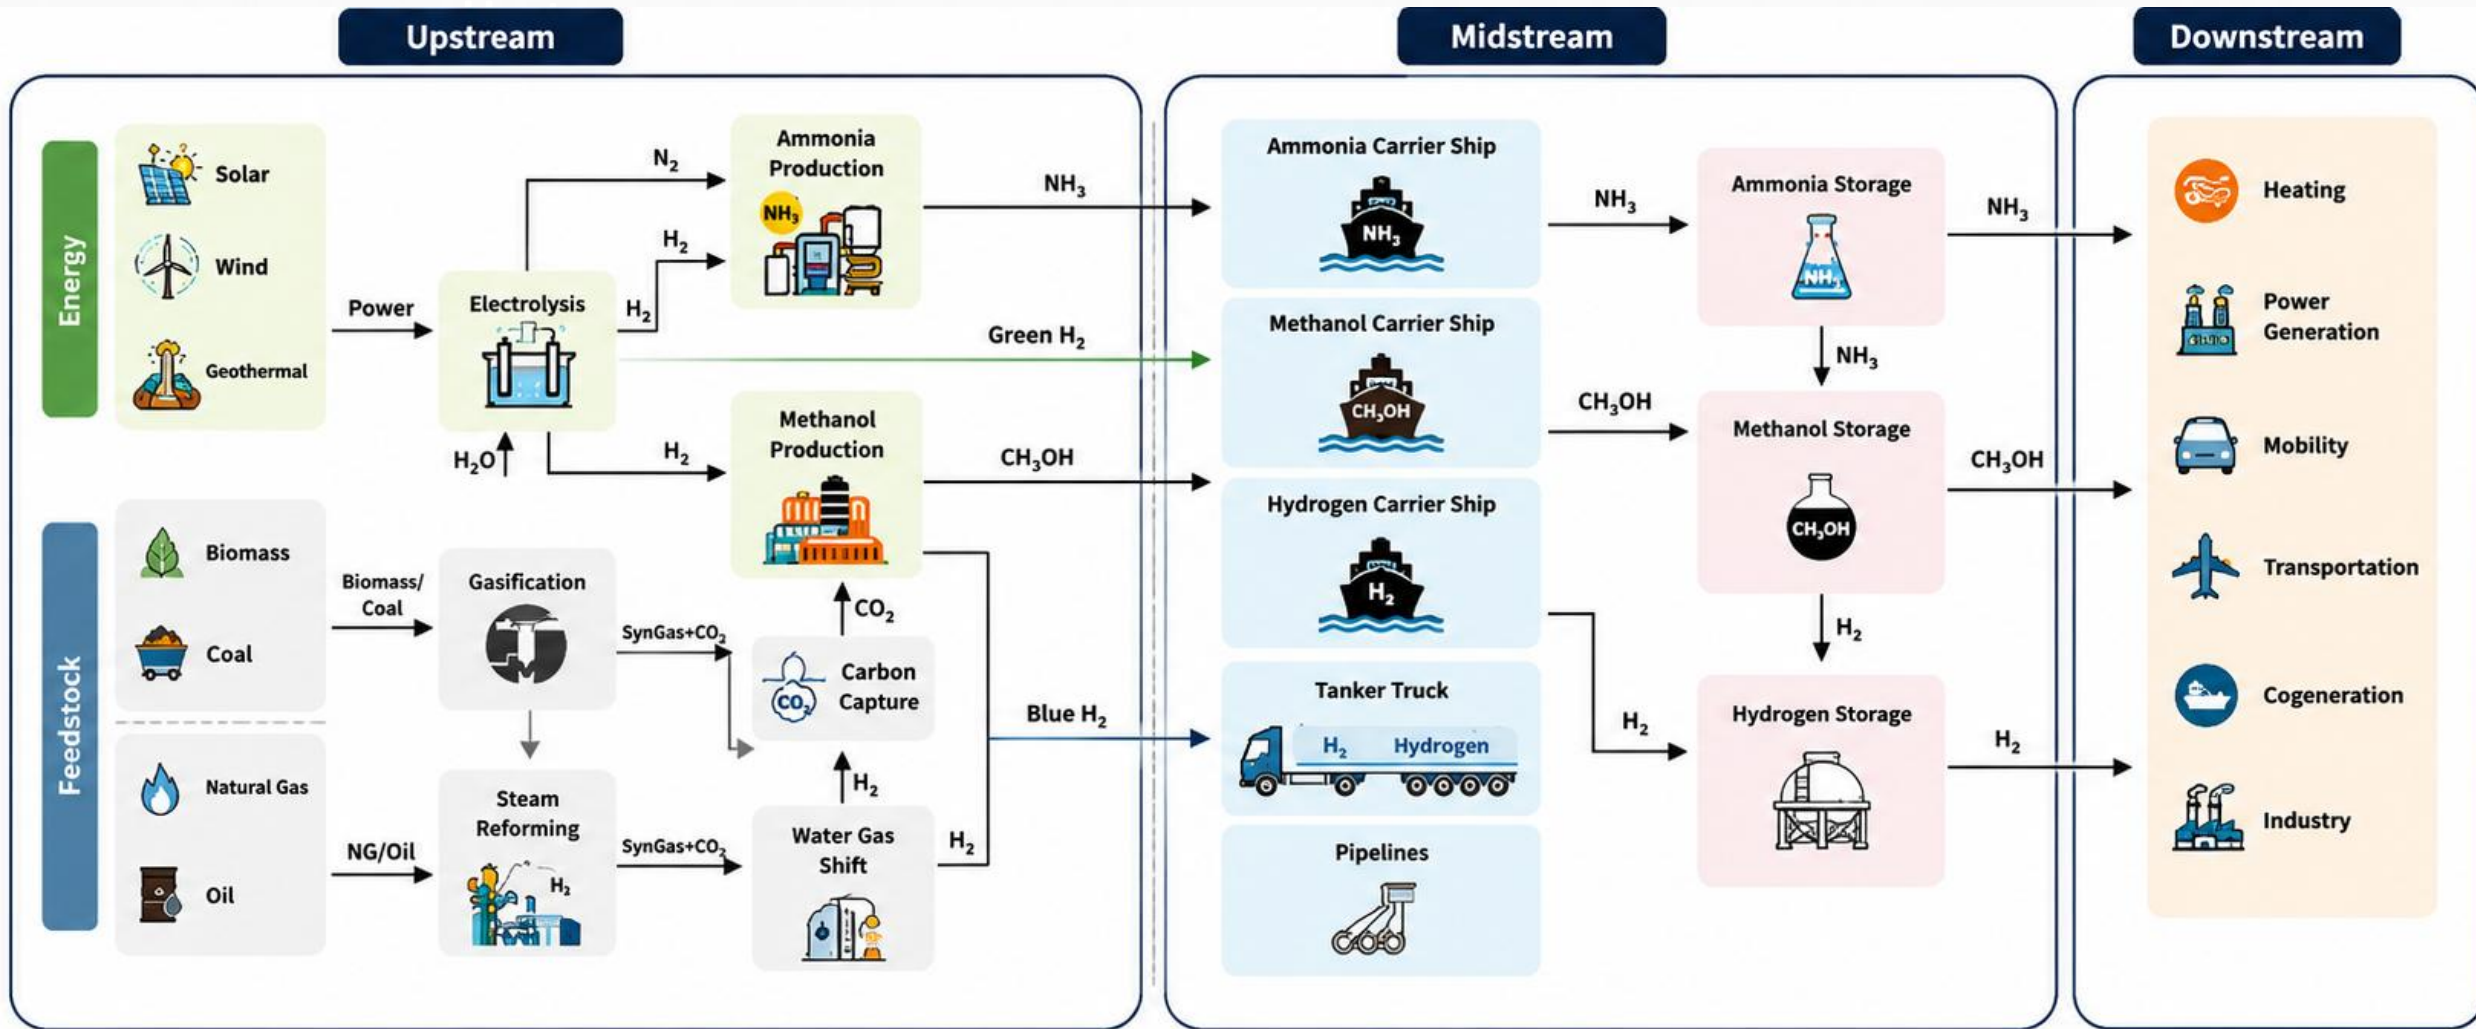 Upstream
Midstream
Downstream
Energy
Solar
Wind
Geothermal
Power
Electrolysis
H₂O
N₂
H₂
H₂
Ammonia
Production
NH₃
NH₃
Green H₂
H₂
Methanol
Production
CH₃OH
Feedstock
Biomass
Coal
Biomass/
Coal
Gasification
SynGas+CO₂
CO₂
Carbon
Capture
CO₂
Natural Gas
Oil
NG/Oil
Steam
Reforming
H₂
SynGas+CO₂
H₂
Water Gas
Shift
H₂
Blue H₂
Ammonia Carrier Ship
NH₃
NH₃
Methanol Carrier Ship
CH₃OH
CH₃OH
Hydrogen Carrier Ship
H₂
H₂
Tanker Truck
H₂ Hydrogen
Pipelines
Ammonia Storage
NH₃
NH₃
NH₃
Methanol Storage
CH₃OH
CH₃OH
H₂
Hydrogen Storage
H₂
Heating
Power
Generation
Mobility
Transportation
Cogeneration
Industry